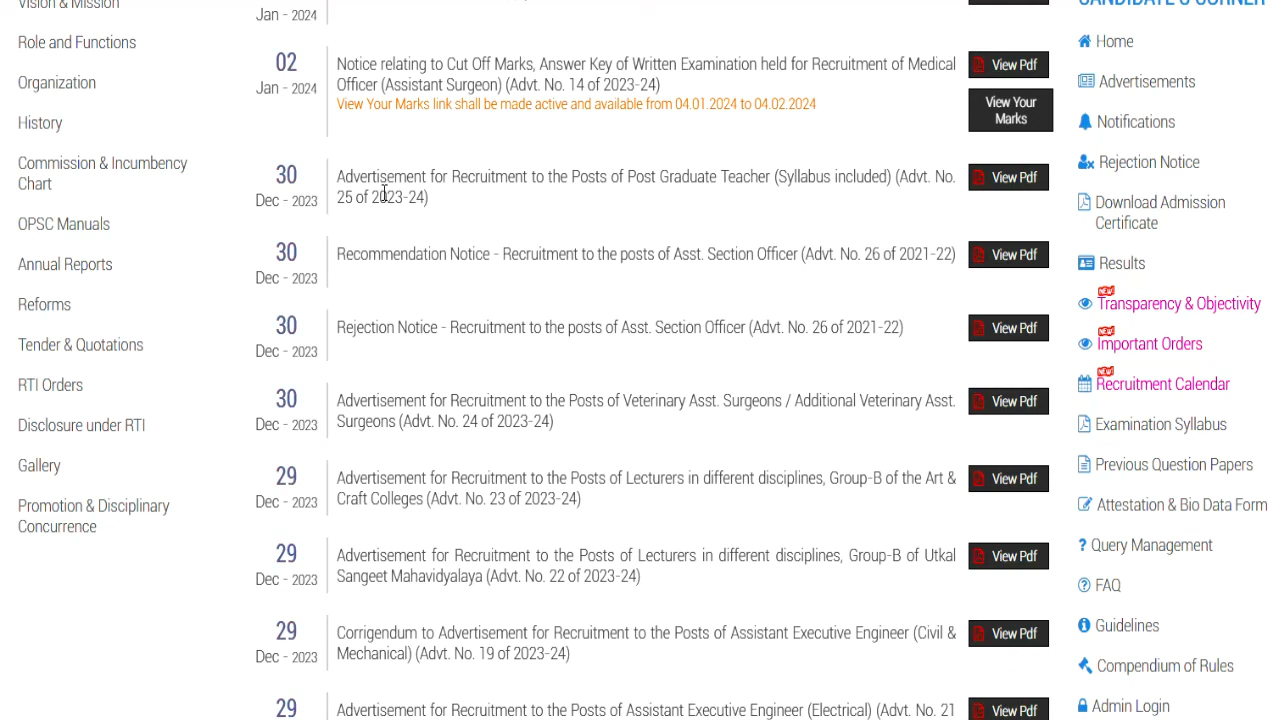 Vision & Mission
Role and Functions
Organization
History
Commission & Incumbency
Chart
OPSC Manuals
Annual Reports
Reforms
Tender & Quotations
RTI Orders
Disclosure under RTI
Gallery
Promotion & Disciplinary
Concurrence
Jan - 2024
02
Jan - 2024
Notice relating to Cut Off Marks, Answer Key of Written Examination held for Recruitment of Medical
Officer (Assistant Surgeon) (Advt. No. 14 of 2023-24)
View Your Marks link shall be made active and available from 04.01.2024 to 04.02.2024
View Pdf
View Your
Marks
30
Dec - 2023
Advertisement for Recruitment to the Posts of Post Graduate Teacher (Syllabus included) (Advt. No.
25 of 2023-24)
View Pdf
30
Dec - 2023
Recommendation Notice - Recruitment to the posts of Asst. Section Officer (Advt. No. 26 of 2021-22)
View Pdf
30
Dec - 2023
Rejection Notice - Recruitment to the posts of Asst. Section Officer (Advt. No. 26 of 2021-22)
View Pdf
30
Dec - 2023
Advertisement for Recruitment to the Posts of Veterinary Asst. Surgeons / Additional Veterinary Asst.
Surgeons (Advt. No. 24 of 2023-24)
View Pdf
29
Dec - 2023
Advertisement for Recruitment to the Posts of Lecturers in different disciplines, Group-B of the Art &
Craft Colleges (Advt. No. 23 of 2023-24)
View Pdf
29
Dec - 2023
Advertisement for Recruitment to the Posts of Lecturers in different disciplines, Group-B of Utkal
Sangeet Mahavidyalaya (Advt. No. 22 of 2023-24)
View Pdf
29
Dec - 2023
Corrigendum to Advertisement for Recruitment to the Posts of Assistant Executive Engineer (Civil &
Mechanical) (Advt. No. 19 of 2023-24)
View Pdf
29
Advertisement for Recruitment to the Posts of Assistant Executive Engineer (Electrical) (Advt. No. 21
View Pdf
CANDIDATE'S CORNER
Home
Advertisements
Notifications
Rejection Notice
Download Admission
Certificate
Results
NEW!
Transparency & Objectivity
NEW!
Important Orders
NEW!
Recruitment Calendar
Examination Syllabus
Previous Question Papers
Attestation & Bio Data Form
? Query Management
FAQ
Guidelines
Compendium of Rules
Admin Login